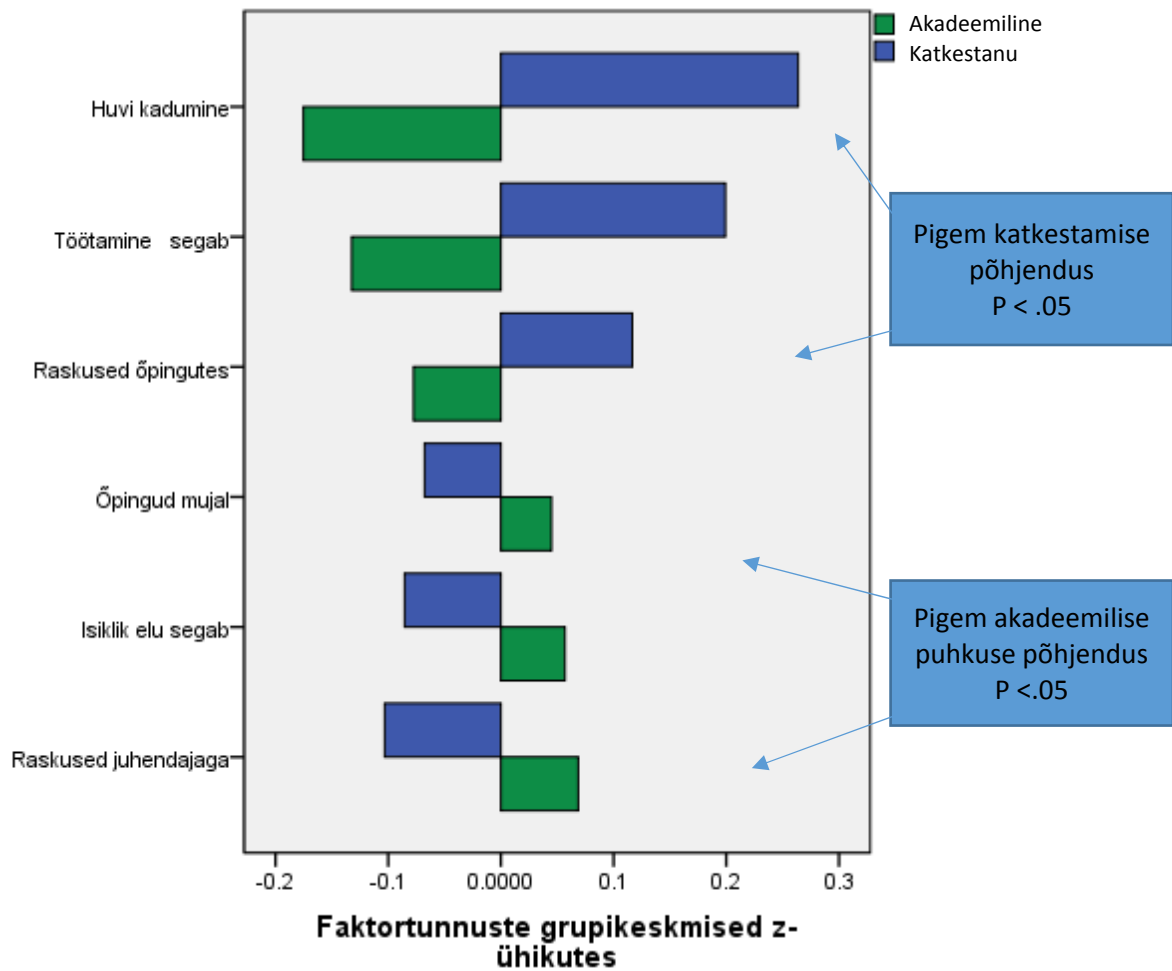 Akadeemiline
Katkestanu
Huvi kadumine
Töötamine segab
Raskused õpingutes
Õpingud mujal
Isiklik elu segab
Raskused juhendajaga
Pigem katkestamise
põhjendus
P < .05
Pigem akadeemilise
puhkuse põhjendus
P <.05
-0.2
-0.1
0.0000
0.1
0.2
0.3
Faktortunnuste grupikeskmised z-
ühikutes